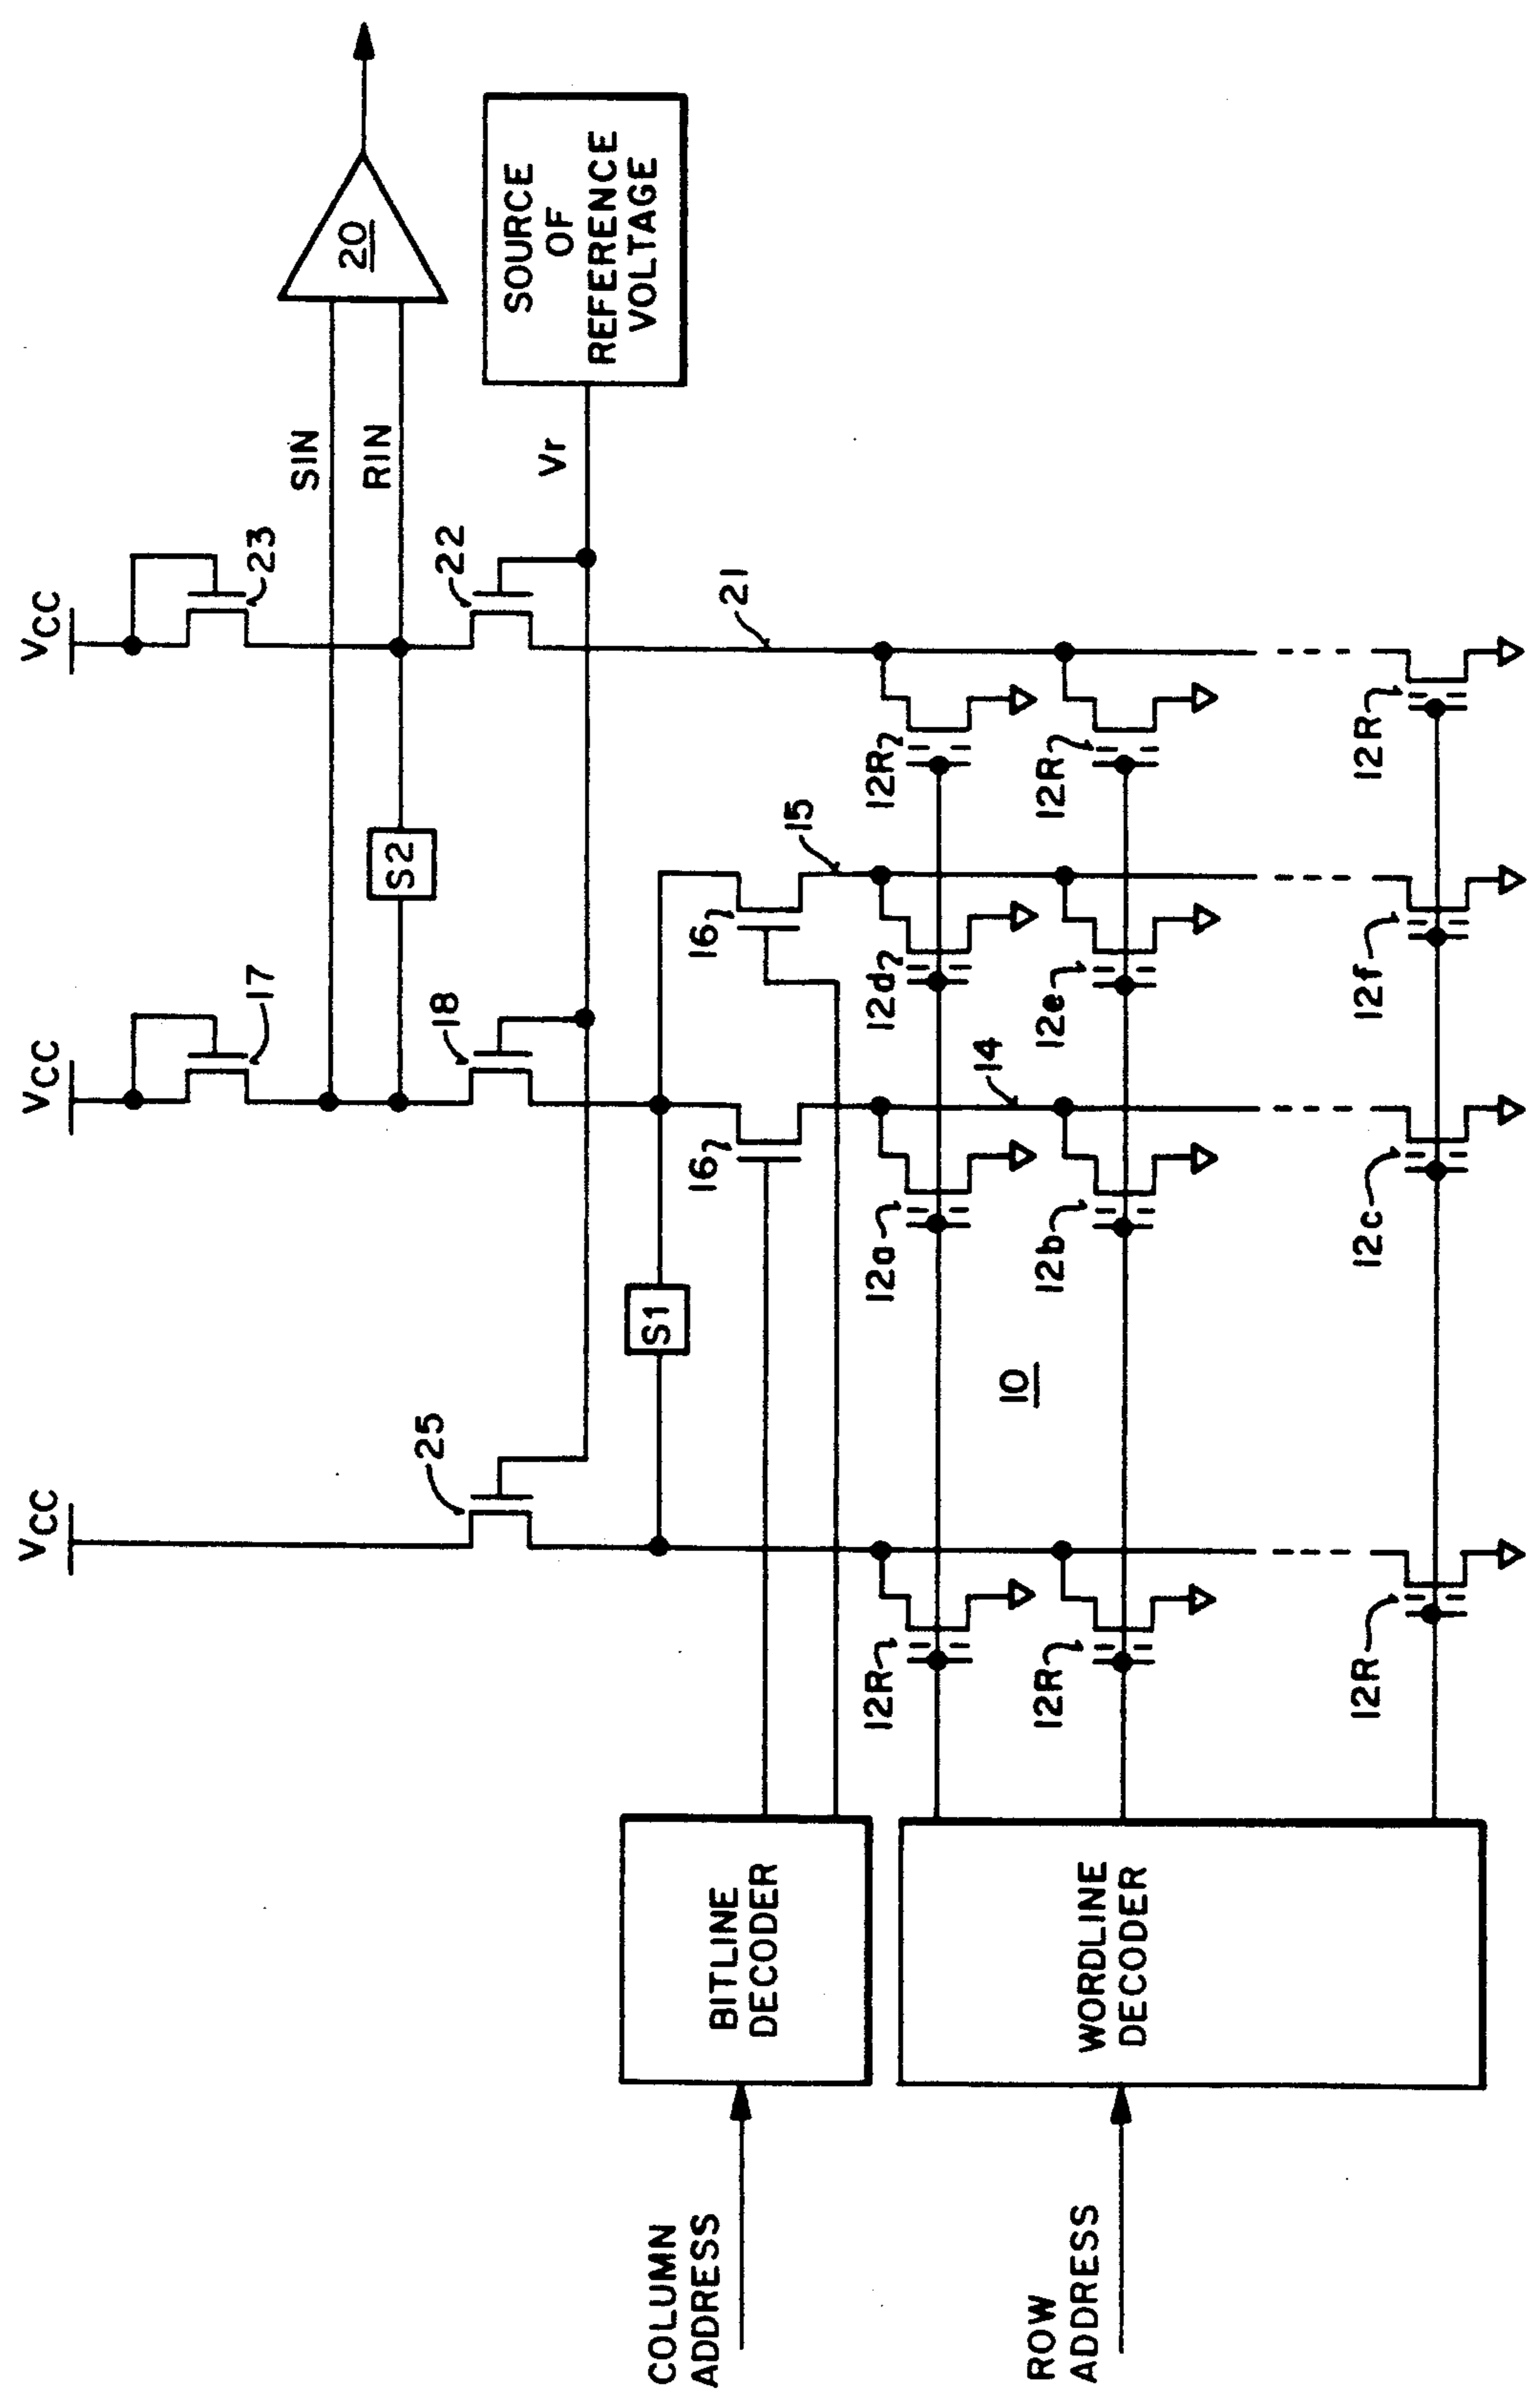 VCC
VCC
VCC
17
23
SIN
RIN
20
S2
25
18
22
Vr
SOURCE
OF
REFERENCE
VOLTAGE
S1
16
16
15
21
COLUMN
ADDRESS
BITLINE
DECODER
12R
12a
12d
12R
14
10
ROW
ADDRESS
WORDLINE
DECODER
12R
12b
12e
12R
12R
12c
12f
12R